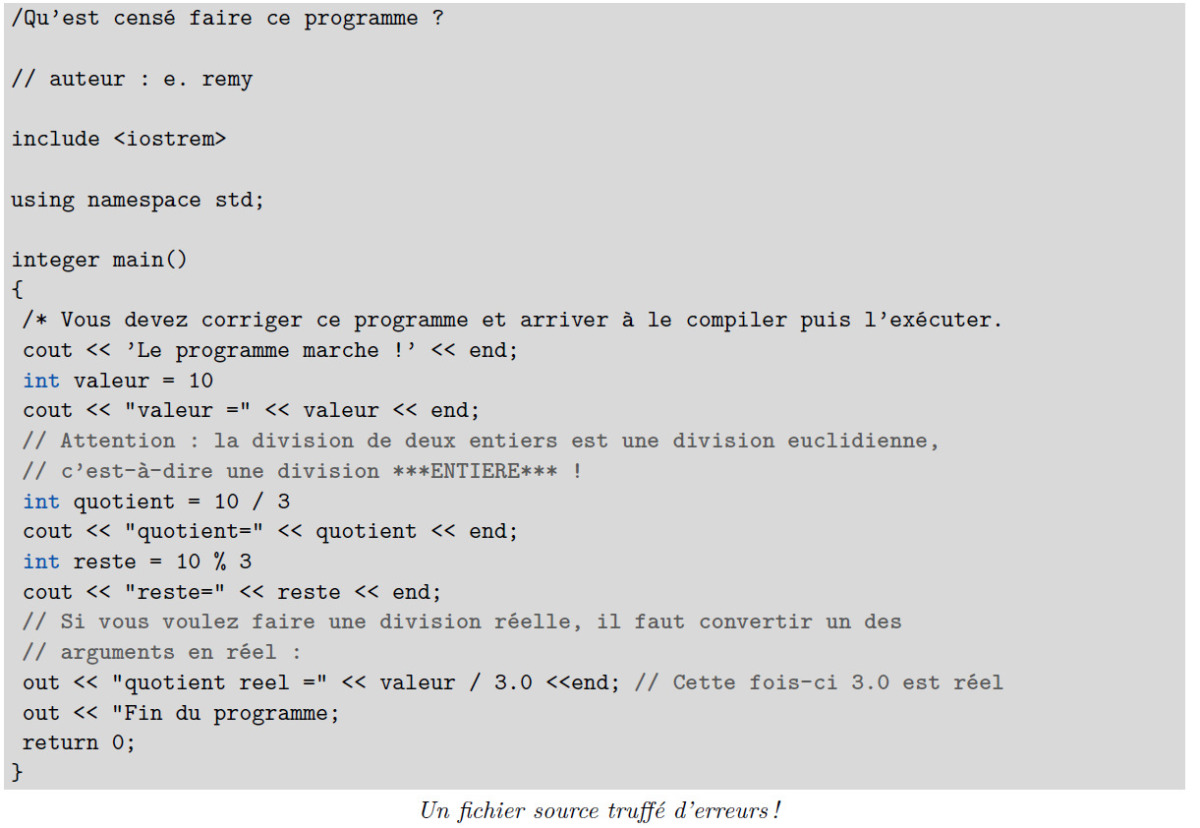 /Qu’est censé faire ce programme ?
// auteur : e. remy
include <iostrem>
using namespace std;
integer main()
{
/* Vous devez corriger ce programme et arriver à le compiler puis l’exécuter.
cout << ’Le programme marche !’ << end;
int valeur = 10
cout << "valeur =" << valeur << end;
// Attention : la division de deux entiers est une division euclidienne,
// c’est-à-dire une division ***ENTIERE*** !
int quotient = 10 / 3
cout << "quotient=" << quotient << end;
int reste = 10 % 3
cout << "reste=" << reste << end;
// Si vous voulez faire une division réelle, il faut convertir un des
// arguments en réel :
out << "quotient reel =" << valeur / 3.0 <<end; // Cette fois-ci 3.0 est réel
out << "Fin du programme;
return 0;
}
Un fichier source truffé d’erreurs !